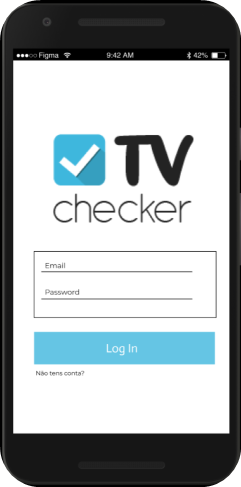 Figma 9:42 AM 42%
TV
checker
Email
Password
Log In
Não tens conta?